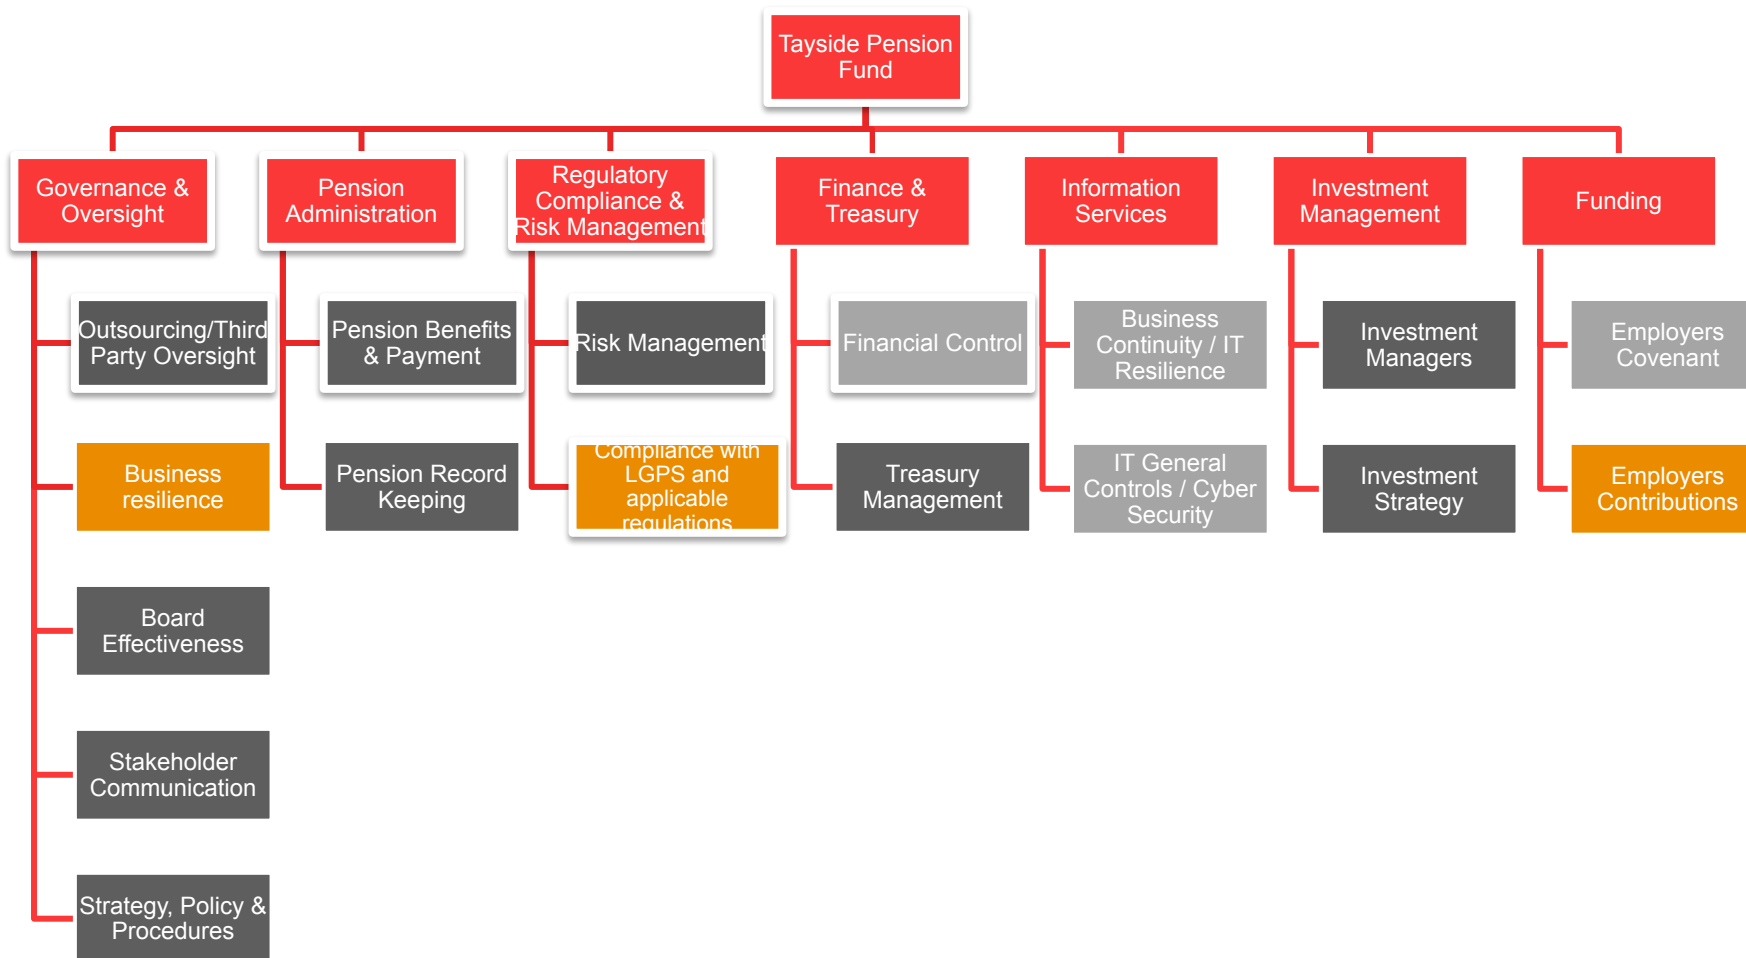 Tayside Pension
Fund
Governance &
Oversight
Pension
Administration
Regulatory
Compliance &
Risk Management
Finance &
Treasury
Information
Services
Investment
Management
Funding
Outsourcing/Third
Party Oversight
Pension Benefits
& Payment
Risk Management
Financial Control
Business
Continuity / IT
Resilience
Investment
Managers
Employers
Covenant
Business
resilience
Pension Record
Keeping
Compliance with
LGPS and
applicable
regulations
Treasury
Management
IT General
Controls / Cyber
Security
Investment
Strategy
Employers
Contributions
Board
Effectiveness
Stakeholder
Communication
Strategy, Policy &
Procedures